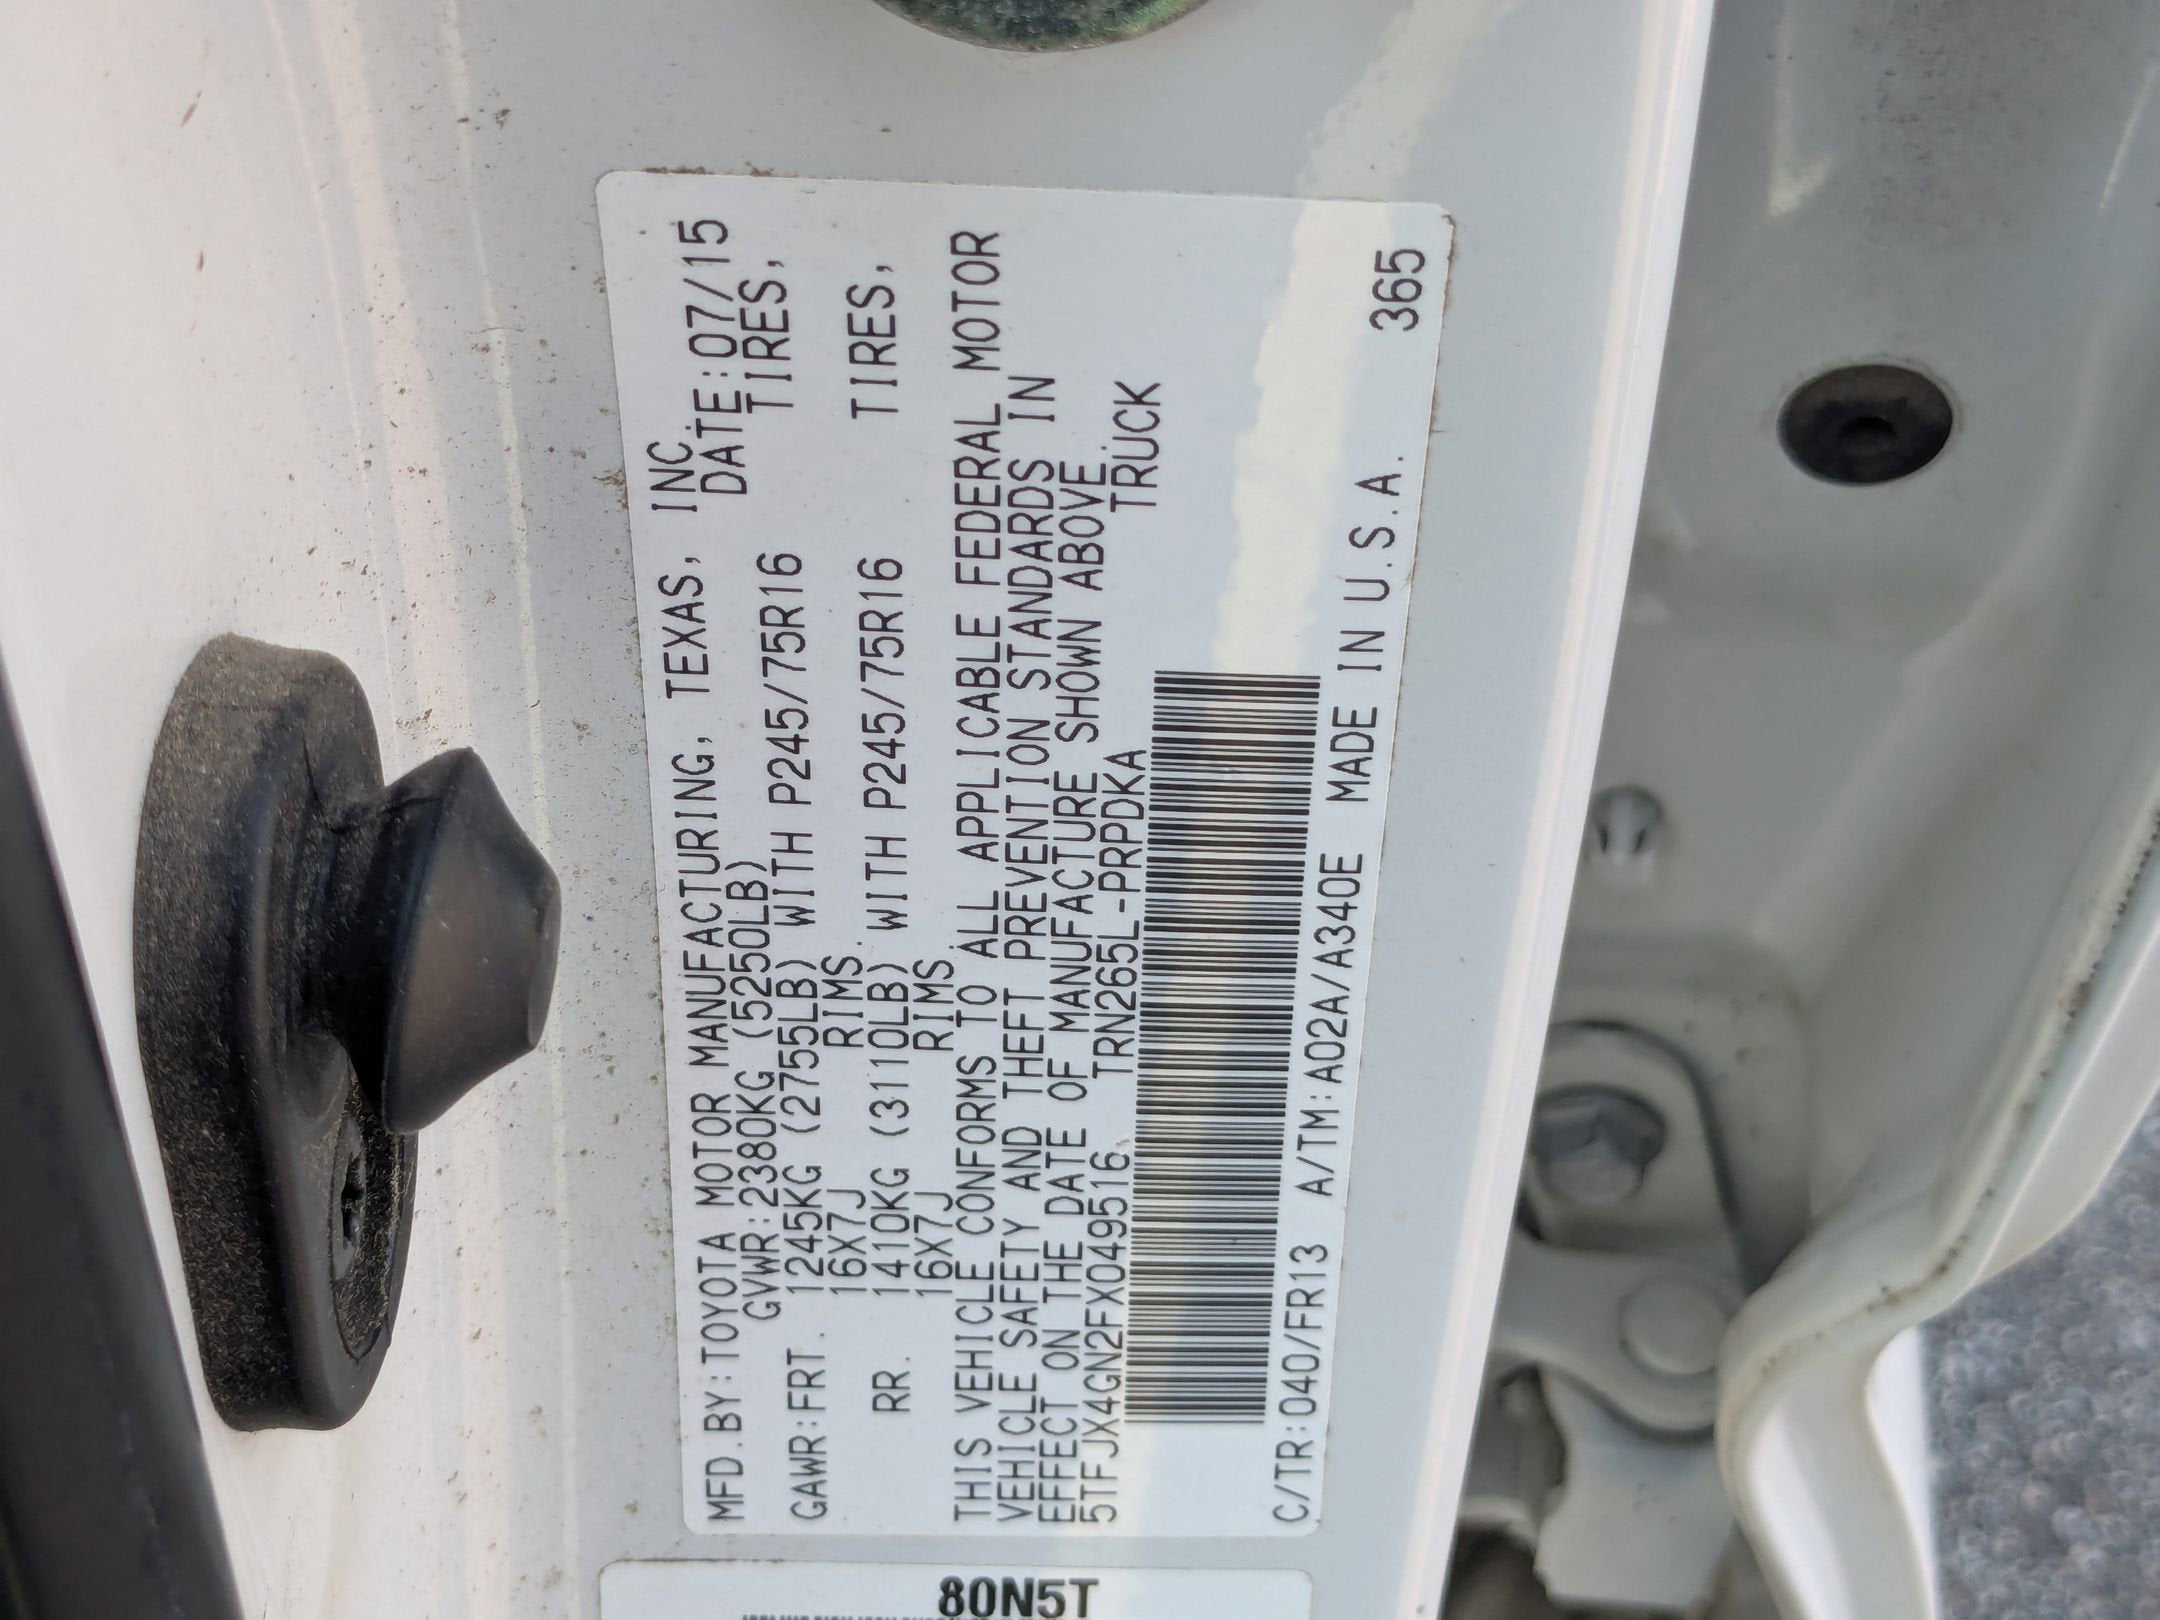 MFD.BY:TOYOTA MOTOR MANUFACTURING, TEXAS, INC.
GVWR:2380KG (5250LB) DATE:07/15
GAWR:FRT. 1245KG (2755LB) WITH P245/75R16 TIRES,
16X7J RIMS.
RR. 1410KG (3110LB) WITH P245/75R16 TIRES,
16X7J RIMS.
THIS VEHICLE CONFORMS TO ALL APPLICABLE FEDERAL MOTOR
VEHICLE SAFETY AND THEFT PREVENTION STANDARDS IN
EFFECT ON THE DATE OF MANUFACTURE SHOWN ABOVE.
5TFJX4GN2FX049516 TRN265L-PRPDKA TRUCK
C/TR:040/FR13 A/TM:A02A/A340E MADE IN U.S.A. 365
80N5T